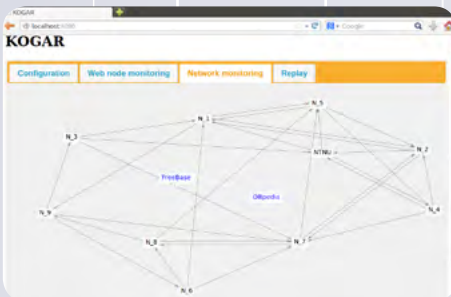 KOGAR
localhost
Google
KOGAR
Configuration Web node monitoring Network monitoring Replay
N_5
N_1
N_3 NTNU N_2
FreeBase
DBpedia
N_9 N_4
N_8 N_7
N_6